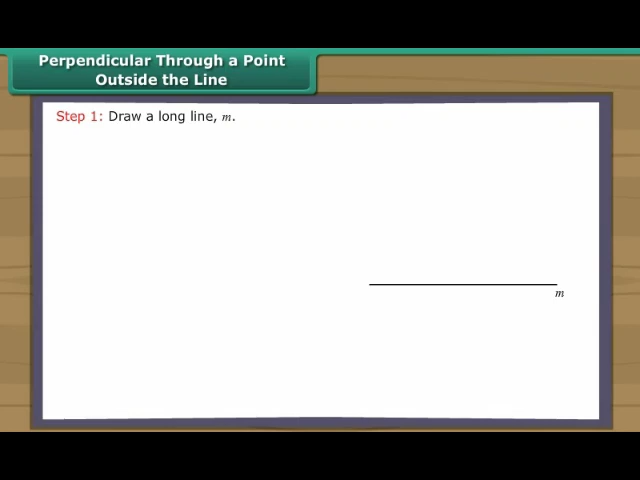 Perpendicular Through a Point
Outside the Line
Step 1: Draw a long line, m.
m